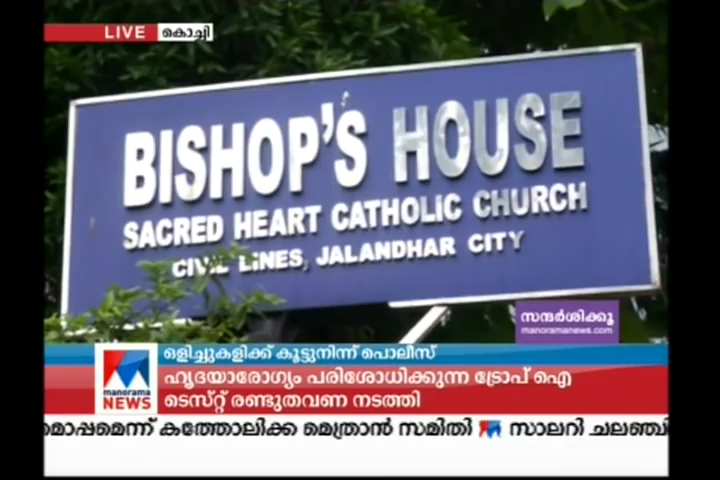 LIVE കൊച്ചി
BISHOP'S HOUSE
SACRED HEART CATHOLIC CHURCH
CIVIL LINES, JALANDHAR CITY
സന്ദർശിക്കൂ
manoramanews.com
ഒളിച്ചുകളിക്ക് കൂട്ടുനിന്ന് പൊലീസ്
ഹൃദയാരോഗ്യം പരിശോധിക്കുന്ന ട്രോപ് ഐ
ടെസ്റ്റ് രണ്ടുതവണ നടത്തി
manorama
NEWS
മൊപ്പമെന്ന് കത്തോലിക്ക മെത്രാൻ സമിതി സാലറി ചലഞ്